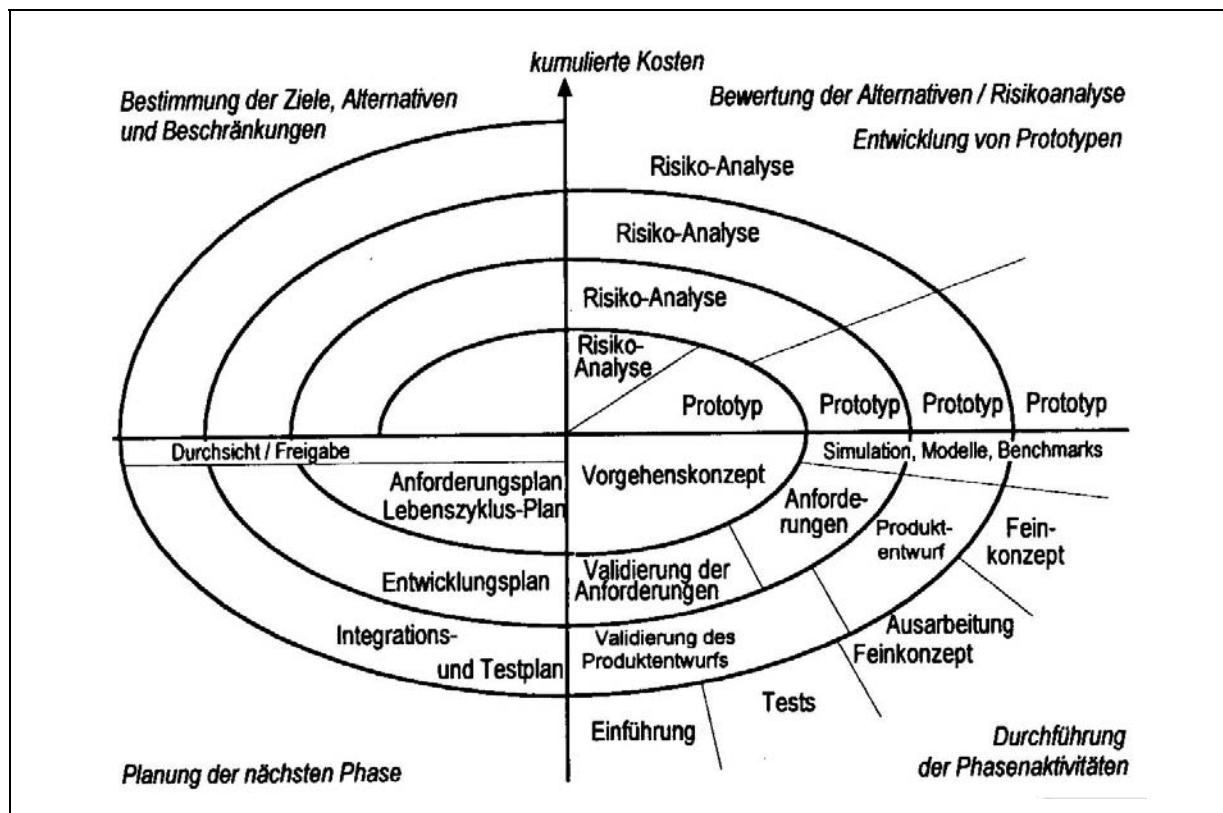 kumulierte Kosten
Bestimmung der Ziele, Alternativen
und Beschränkungen
Bewertung der Alternativen / Risikoanalyse
Entwicklung von Prototypen
Risiko-Analyse
Risiko-Analyse
Risiko-Analyse
Risiko-
Analyse
Prototyp
Prototyp
Prototyp
Prototyp
Durchsicht / Freigabe
Simulation, Modelle, Benchmarks
Anforderungsplan
Lebenszyklus-Plan
Vorgehenskonzept
Anforde-
rungen
Produkt-
entwurf
Fein-
konzept
Entwicklungsplan
Validierung der
Anforderungen
Integrations-
und Testplan
Validierung des
Produktentwurfs
Ausarbeitung
Feinkonzept
Tests
Einführung
Planung der nächsten Phase
Durchführung
der Phasenaktivitäten